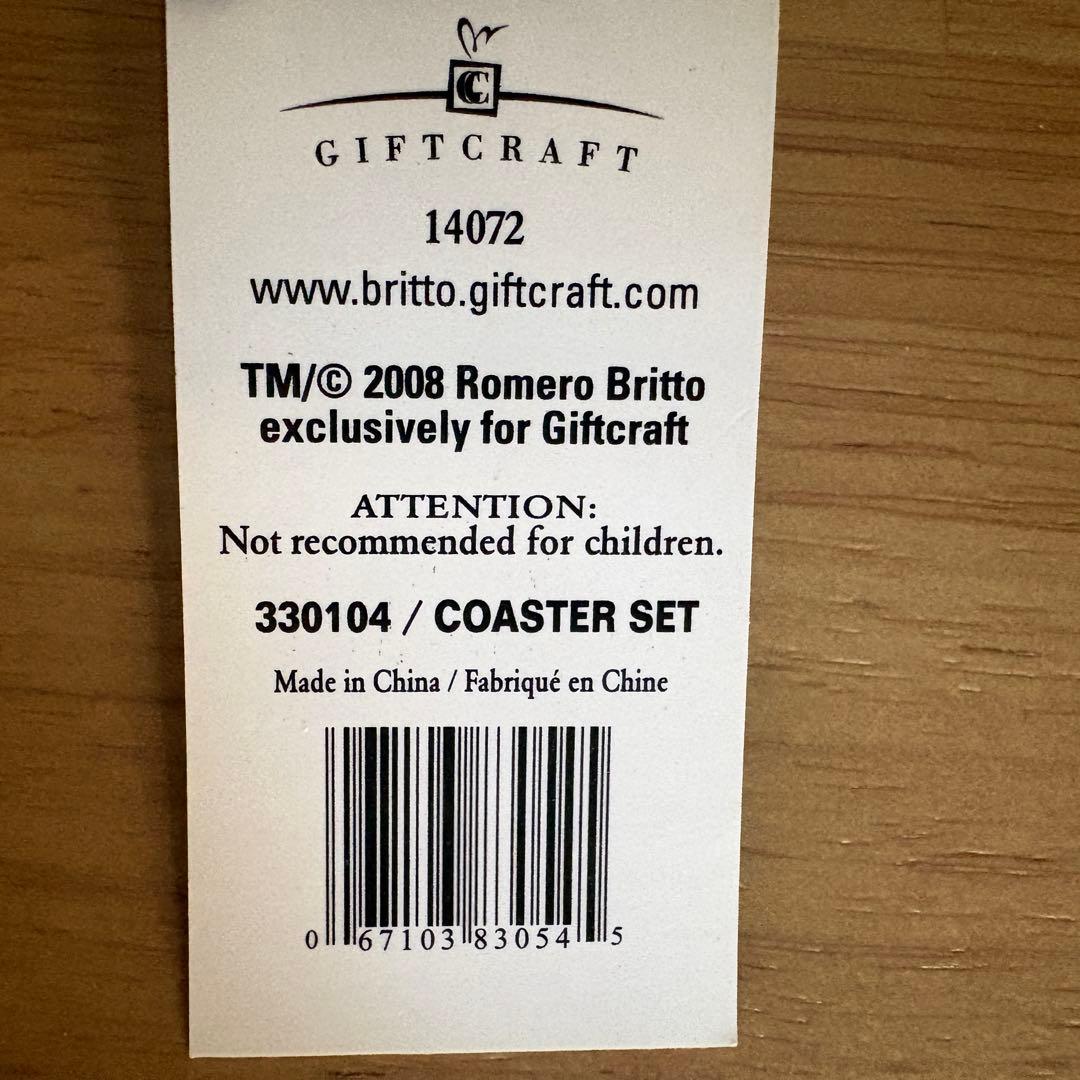 GC
GIFTCRAFT
14072
www.britto.giftcraft.com
TM/© 2008 Romero Britto
exclusively for Giftcraft
ATTENTION:
Not recommended for children.
330104 / COASTER SET
Made in China / Fabriqué en Chine
0 67103 83054 5